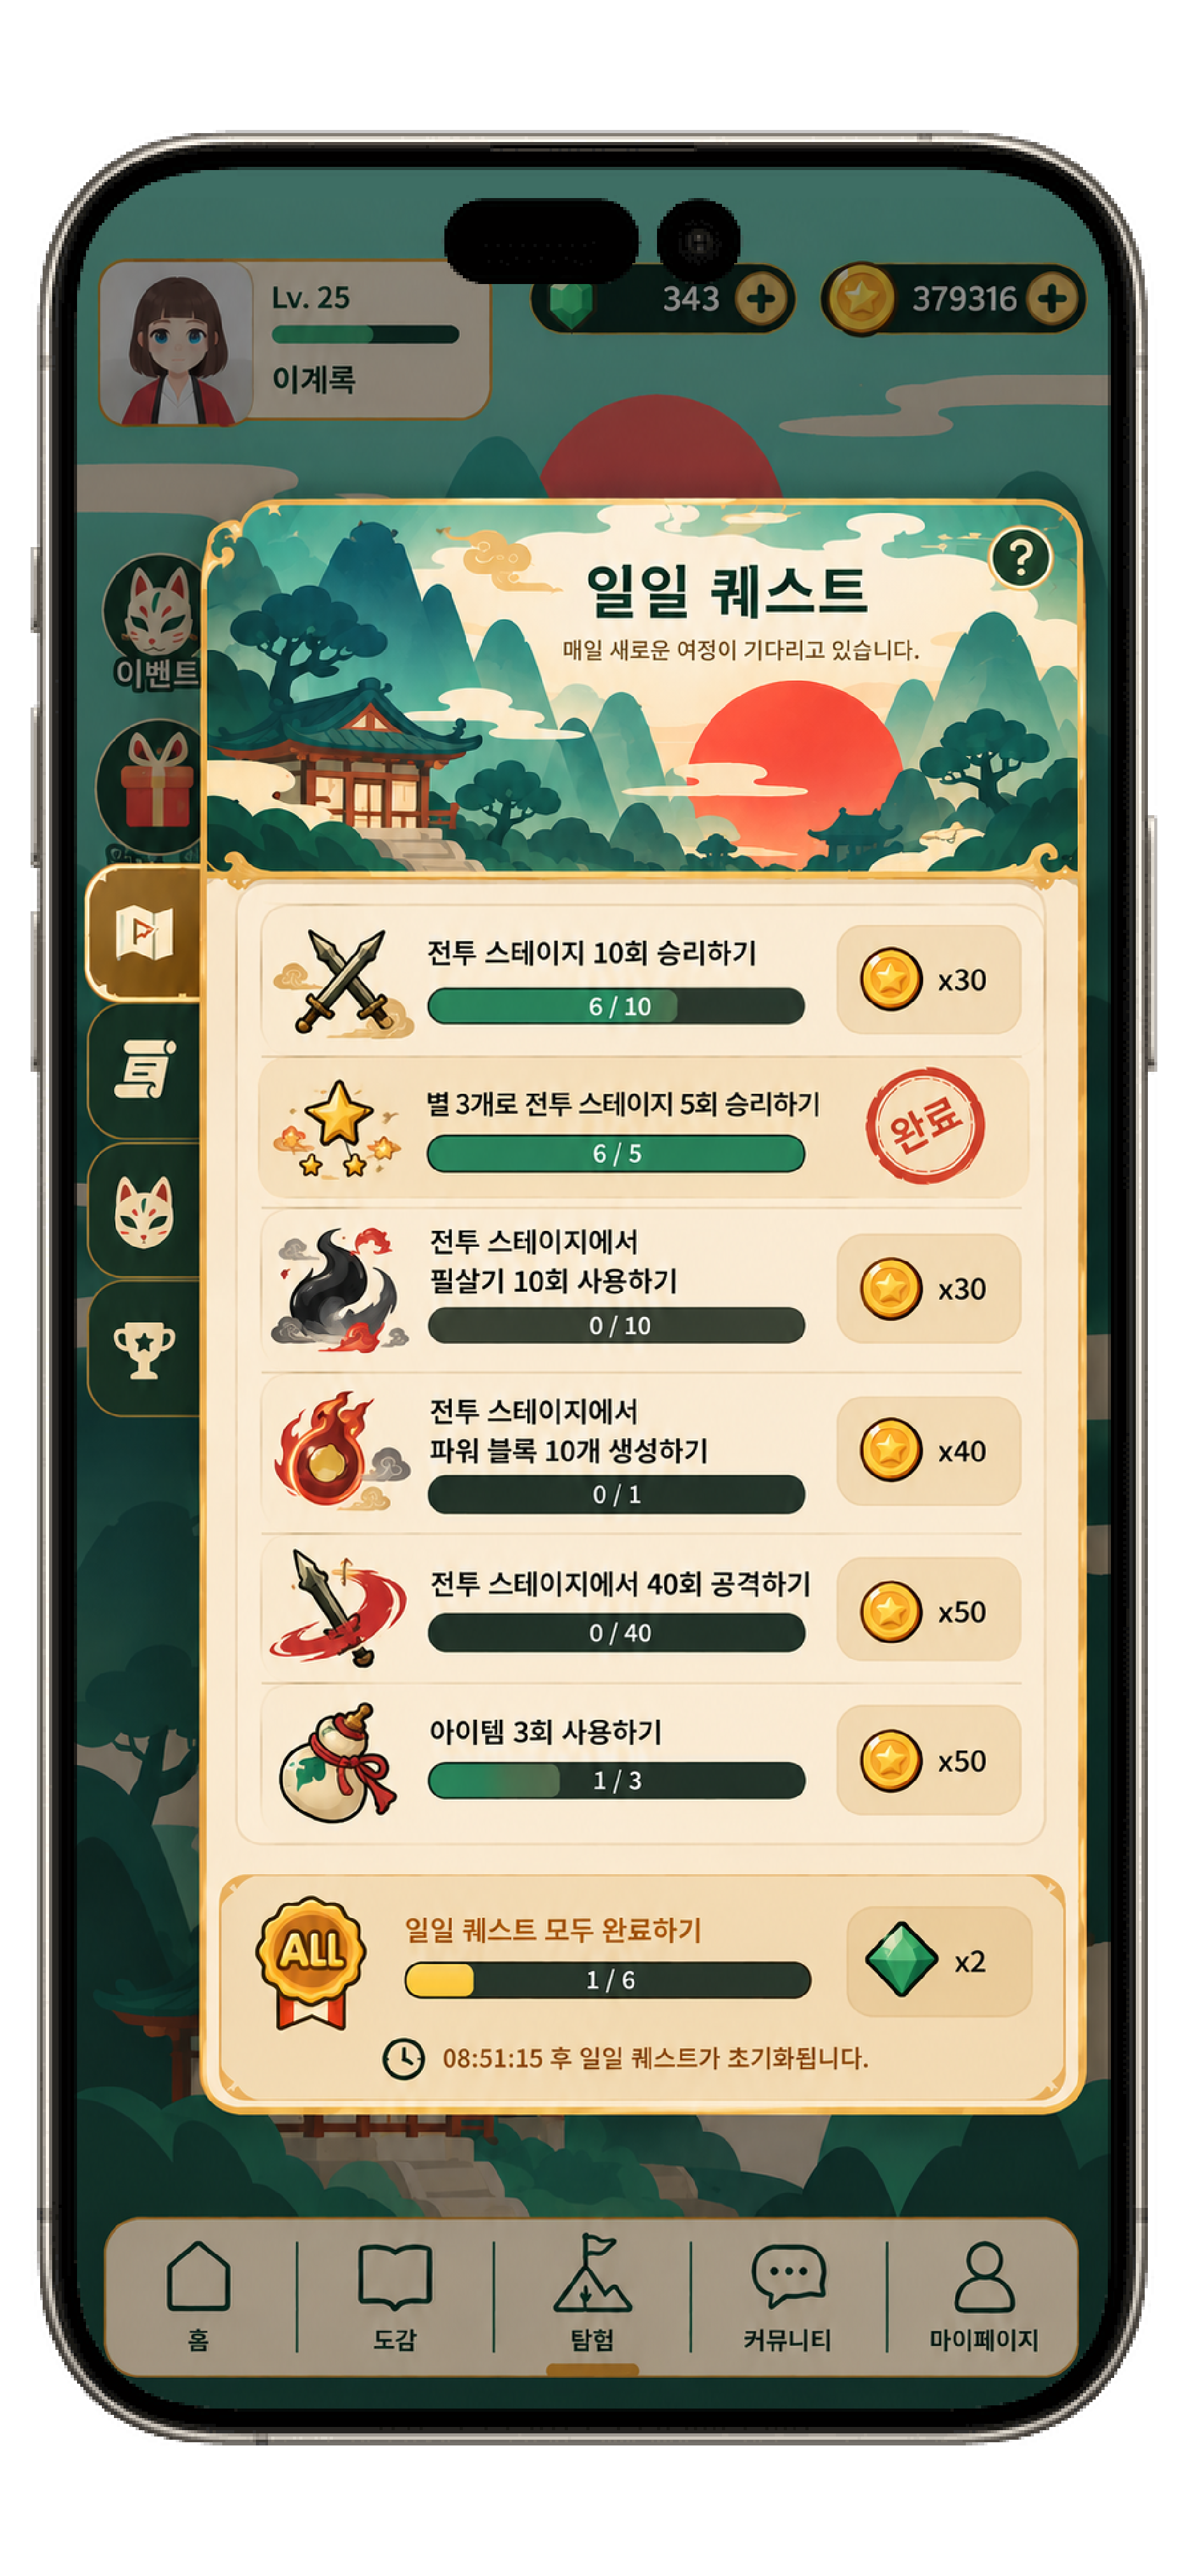 Lv. 25
이계록
343
379316
일일 퀘스트
?
매일 새로운 여정이 기다리고 있습니다.
이벤트
전투 스테이지 10회 승리하기
6 / 10
x30
별 3개로 전투 스테이지 5회 승리하기
6 / 5
완료
전투 스테이지에서
필살기 10회 사용하기
0 / 10
x30
전투 스테이지에서
파워 블록 10개 생성하기
0 / 1
x40
전투 스테이지에서 40회 공격하기
0 / 40
x50
아이템 3회 사용하기
1 / 3
x50
ALL
일일 퀘스트 모두 완료하기
1 / 6
x2
08:51:15 후 일일 퀘스트가 초기화됩니다.
홈
도감
탐험
커뮤니티
마이페이지